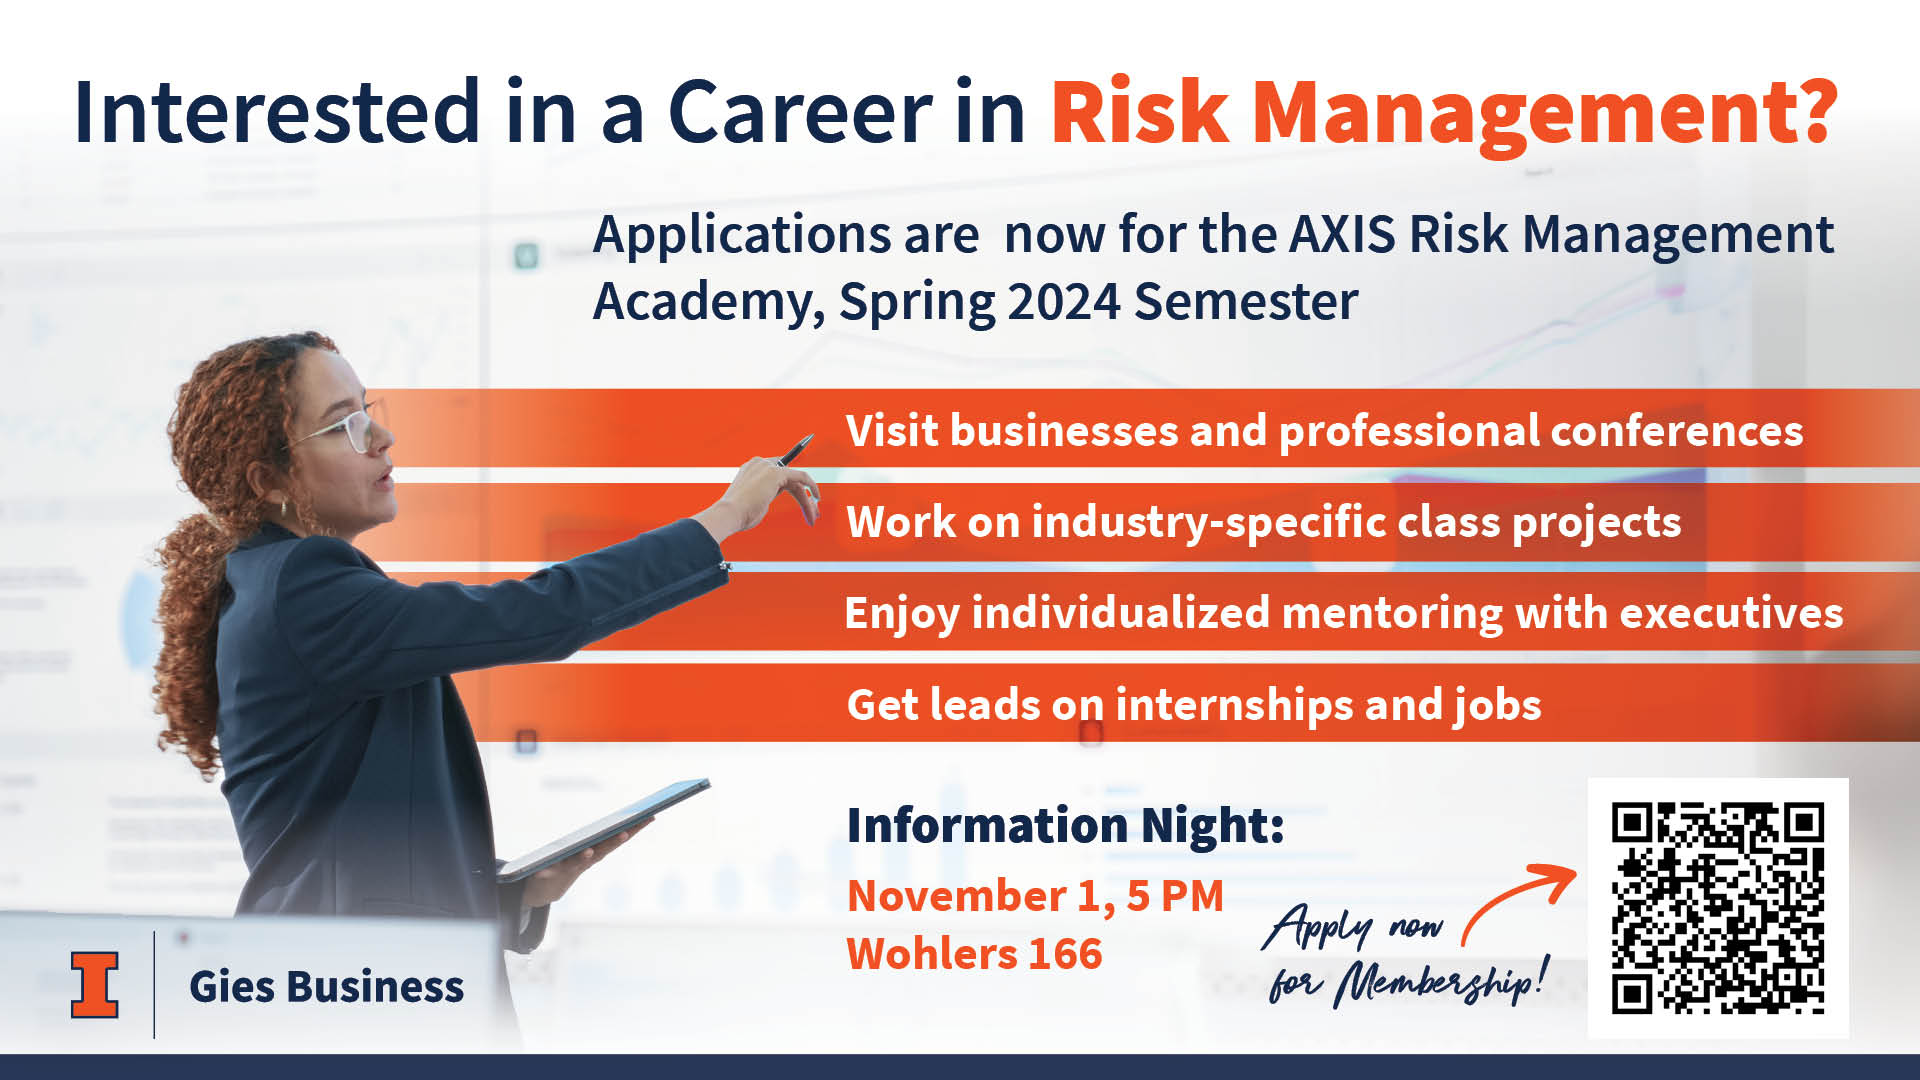 Interested in a Career in Risk Management?
Applications are  now for the AXIS Risk Management
Academy, Spring 2024 Semester
Visit businesses and professional conferences
Work on industry-specific class projects
Enjoy individualized mentoring with executives
Get leads on internships and jobs
Information Night:
November 1, 5 PM
Wohlers 166
Apply now
for Membership!
I
Gies Business